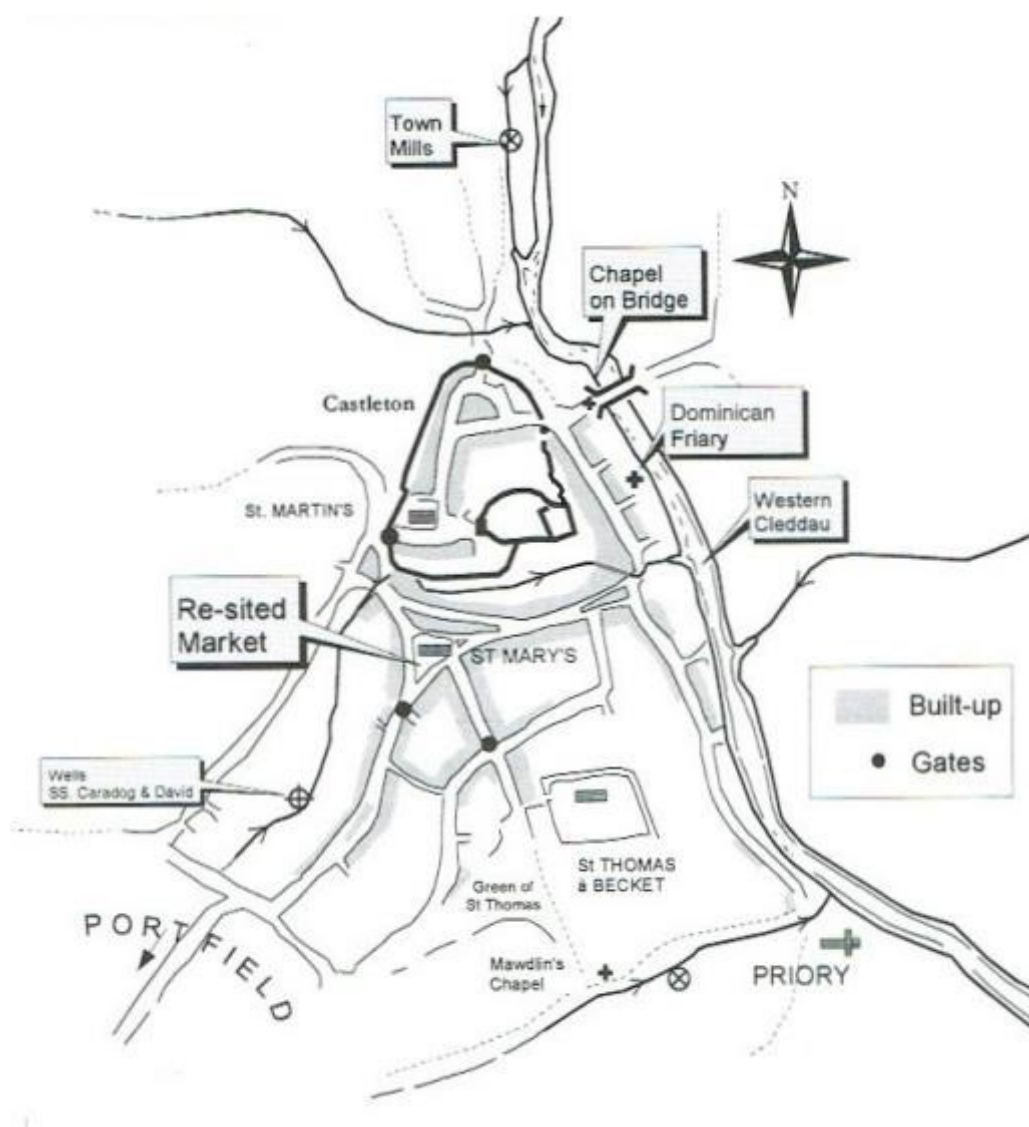 Town
Mills
N
Chapel
on Bridge
Castleton
Dominican
Friary
St. MARTIN'S
Western
Cleddau
Re-sited
Market
ST MARY'S
Built-up
Gates
Wells
SS. Caradog & David
St THOMAS
à BECKET
Green of
St Thomas
PORTFIELD
Mawdlin's
Chapel
PRIORY